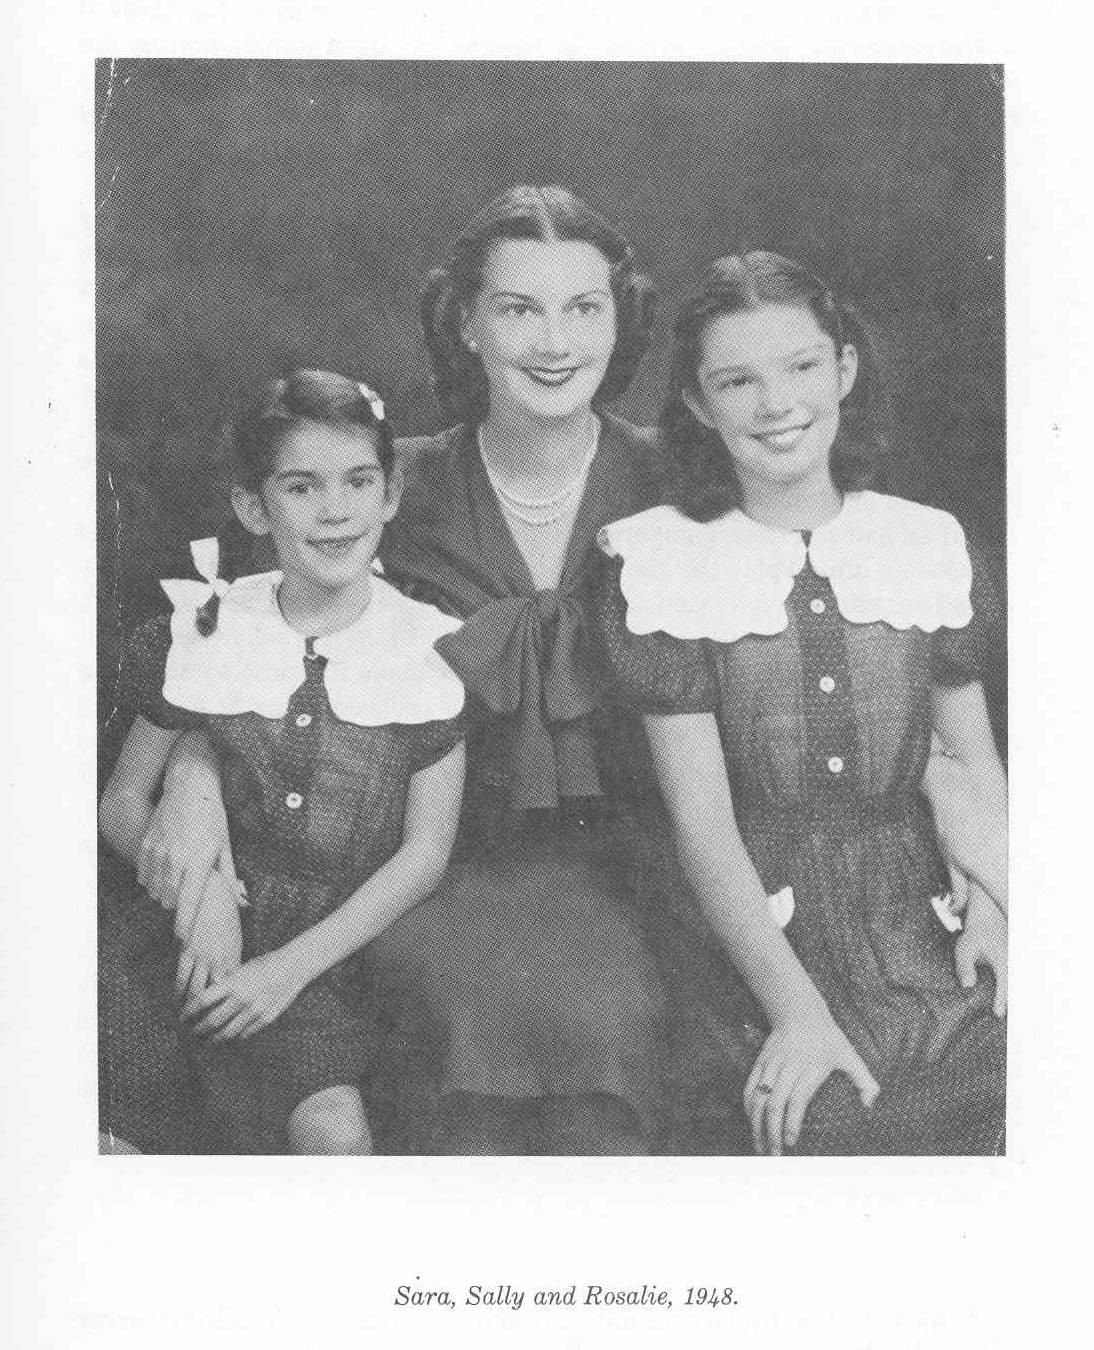 Sara, Sally and Rosalie, 1948.